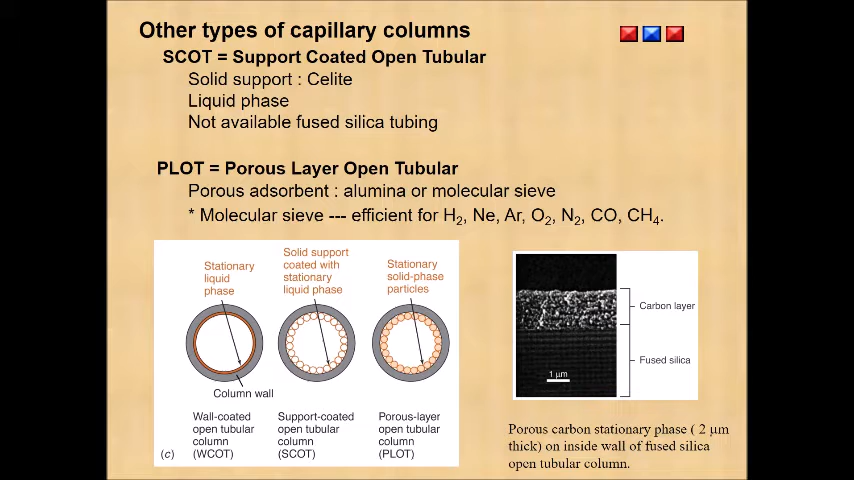 Other types of capillary columns
SCOT = Support Coated Open Tubular
Solid support : Celite
Liquid phase
Not available fused silica tubing
PLOT = Porous Layer Open Tubular
Porous adsorbent : alumina or molecular sieve
* Molecular sieve --- efficient for H₂, Ne, Ar, O₂, N₂, CO, CH₄.
Stationary
liquid
phase
Solid support
coated with
stationary
liquid phase
Stationary
solid-phase
particles
Column wall
Wall-coated
open tubular
column
(WCOT)
Support-coated
open tubular
column
(SCOT)
Porous-layer
open tubular
column
(PLOT)
(c)
Carbon layer
Fused silica
1 µm
Porous carbon stationary phase ( 2 µm
thick) on inside wall of fused silica
open tubular column.